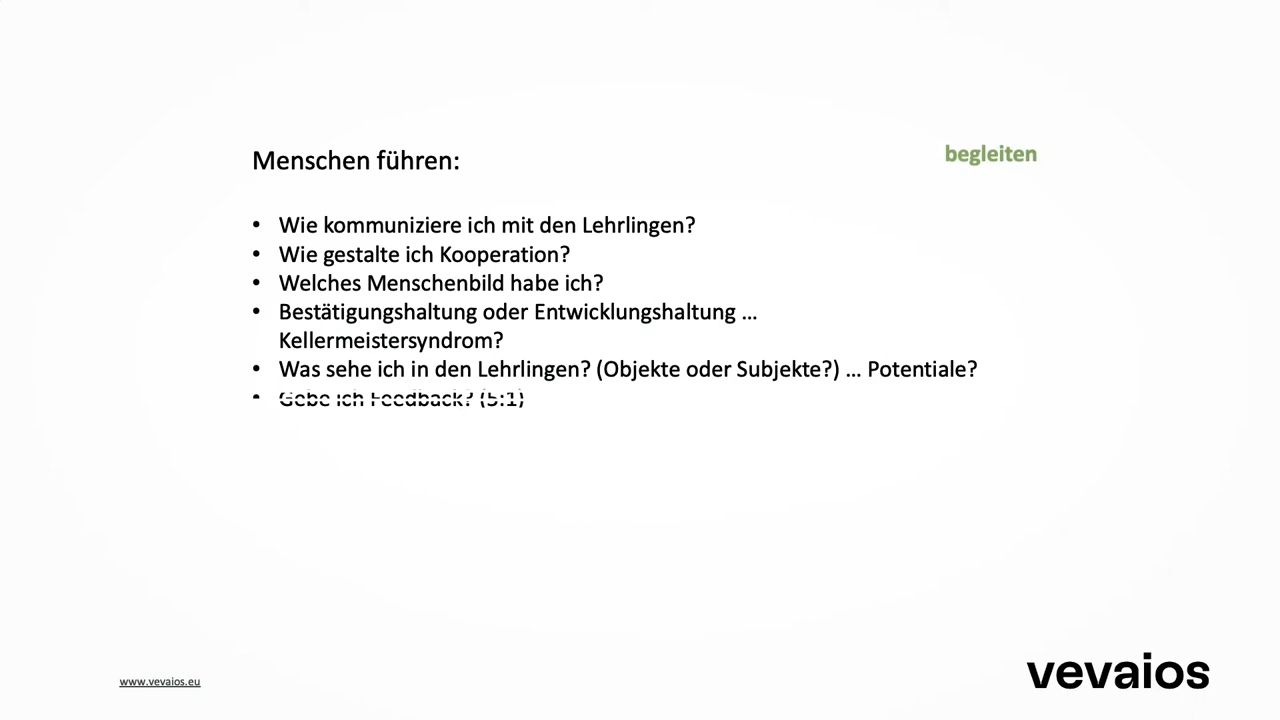 Menschen führen:
begleiten
• Wie kommuniziere ich mit den Lehrlingen?
• Wie gestalte ich Kooperation?
• Welches Menschenbild habe ich?
• Bestätigungshaltung oder Entwicklungshaltung …
Kellermeistersyndrom?
• Was sehe ich in den Lehrlingen? (Objekte oder Subjekte?) … Potentiale?
• Gebe ich Feedback? (5:1)
www.vevaios.eu
vevaios